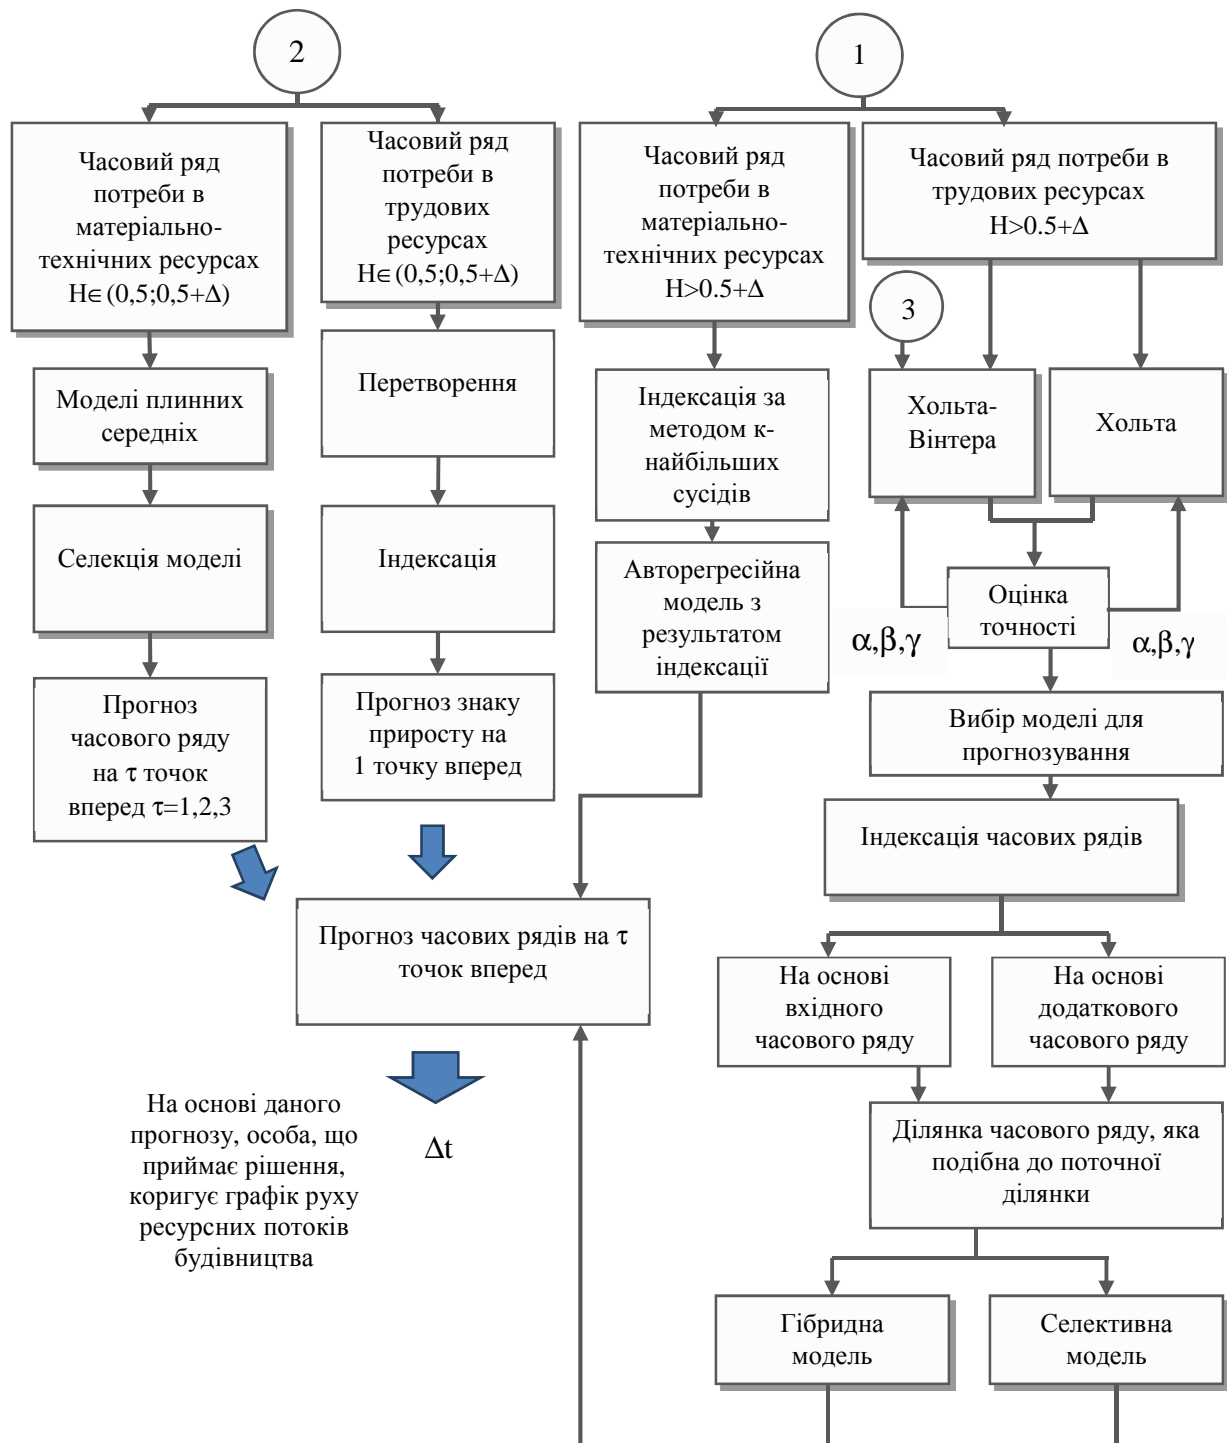 2
1
Часовий ряд
потреби в
матеріально-
технічних ресурсах
H∈(0,5;0,5+Δ)
Часовий ряд
потреби в
трудових
ресурсах
H∈(0,5;0,5+Δ)
Часовий ряд
потреби в
матеріально-
технічних ресурсах
H>0.5+Δ
Часовий ряд потреби в
трудових ресурсах
H>0.5+Δ
3
Моделі плинних
середніх
Перетворення
Індексація за
методом к-
найбільших
сусідів
Хольта-
Вінтера
Хольта
Селекція моделі
Індексація
Авторегресійна
модель з
результатом
індексації
Оцінка
точності
α,β,γ
α,β,γ
Прогноз
часового ряду
на τ точок
вперед τ=1,2,3
Прогноз знаку
приросту на
1 точку вперед
Вибір моделі для
прогнозування
Індексація часових рядів
Прогноз часових рядів на τ
точок вперед
На основі
вхідного
часового ряду
На основі
додаткового
часового ряду
На основі даного
прогнозу, особа, що
приймає рішення,
коригує графік руху
ресурсних потоків
будівництва
Δt
Ділянка часового ряду, яка
подібна до поточної
ділянки
Гібридна
модель
Селективна
модель